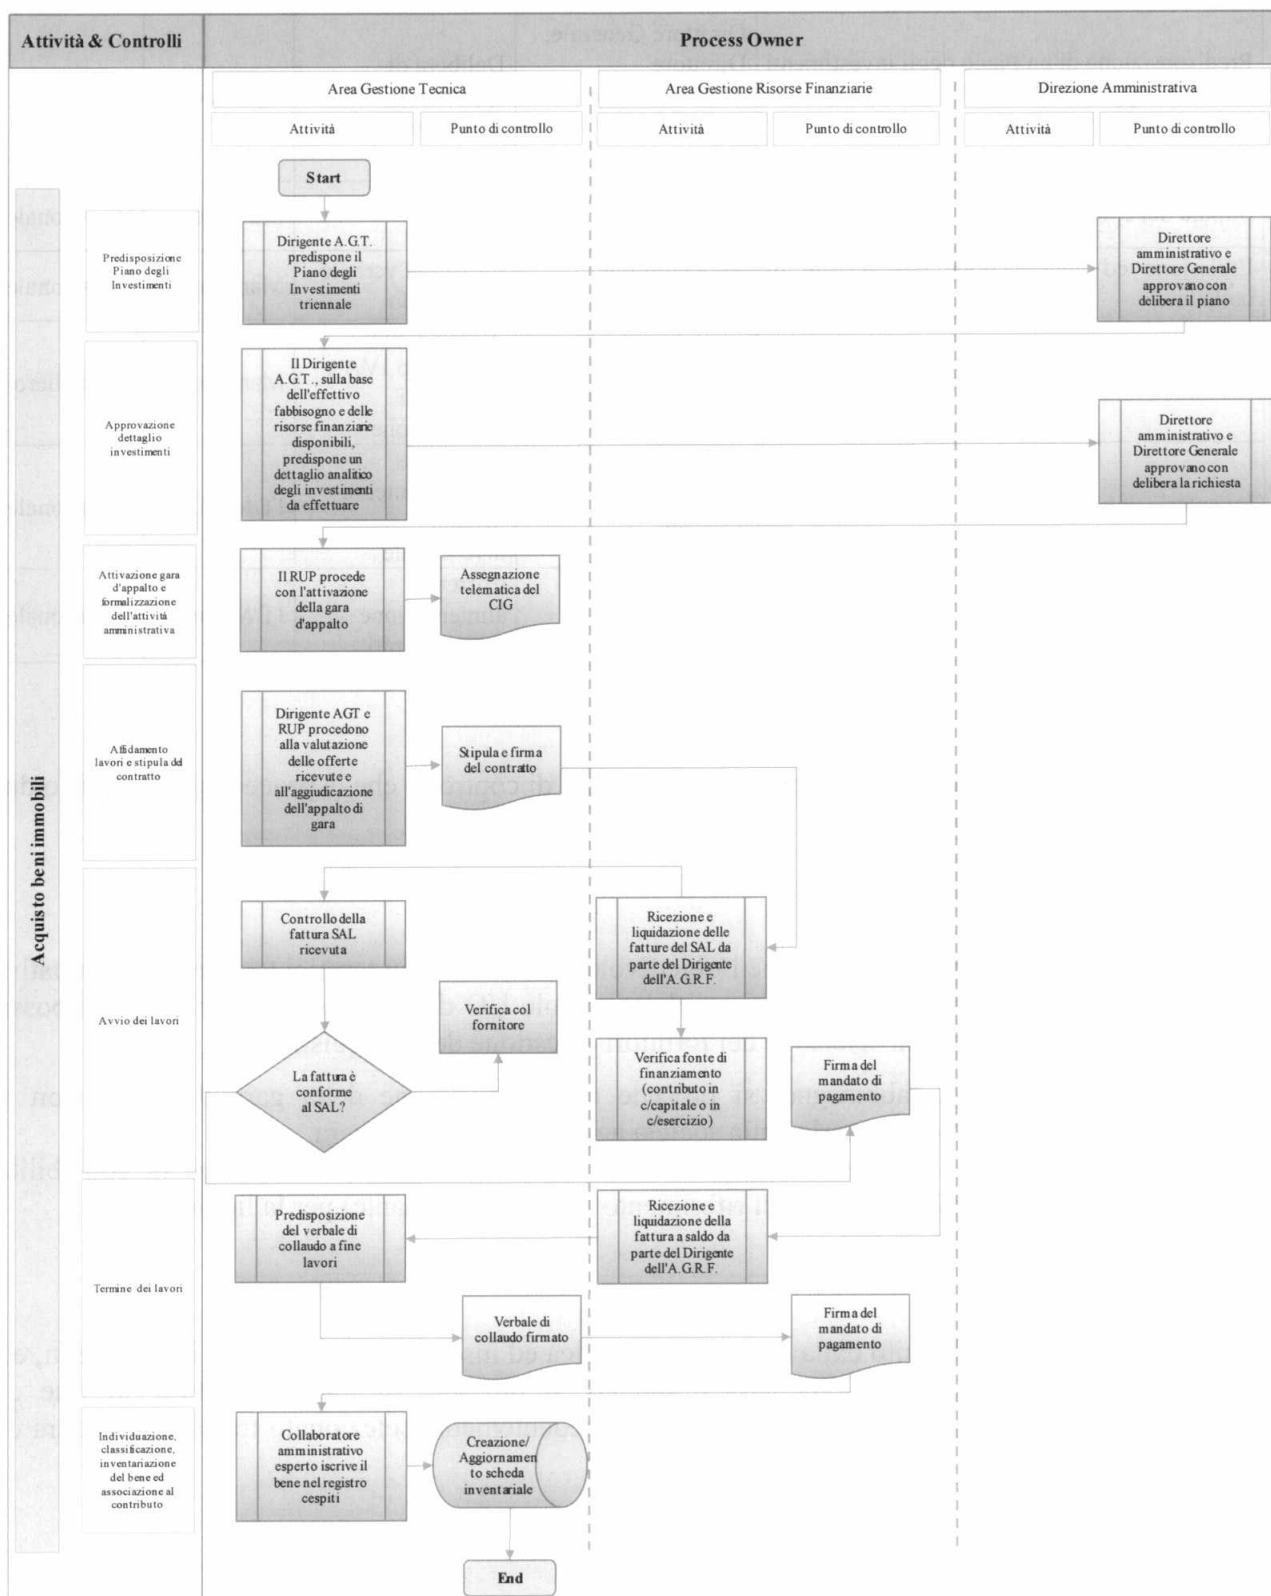 Attività & Controlli
Process Owner
Area Gestione Tecnica
Area Gestione Risorse Finanziarie
Direzione Amministrativa
Attività
Punto di controllo
Attività
Punto di controllo
Attività
Punto di controllo
Start
Acquisto beni immobili
Predisposizione
Piano degli
Investimenti
Dirigente A.G.T.
predispone il
Piano degli
Investimenti
triennale
Direttore
amministrativo e
Direttore Generale
approvano con
delibera il piano
Approvazione
dettaglio
investimenti
Il Dirigente
A.G.T., sulla base
dell'effettivo
fabbisogno e delle
risorse finanziarie
disponibili,
predispone un
dettaglio analitico
degli investimenti
da effettuare
Direttore
amministrativo e
Direttore Generale
approvano con
delibera la richiesta
Attivazione gara
d'appalto e
formalizzazione
dell'attività
amministrativa
Il RUP procede
con l'attivazione
della gara
d'appalto
Assegnazione
telematica del
CIG
Affidamento
lavori e stipula del
contratto
Dirigente AGT e
RUP procedono
alla valutazione
delle offerte
ricevute e
all'aggiudicazione
dell'appalto di
gara
Stipula e firma
del contratto
Avvio dei lavori
Controllo della
fattura SAL
ricevuta
Ricezione e
liquidazione delle
fatture del SAL da
parte del Dirigente
dell'A.G.R.F.
Verifica col
fornitore
La fattura è
conforme
al SAL?
Verifica fonte di
finanziamento
(contributo in
c/capitale o in
c/esercizio)
Firma del
mandato di
pagamento
Termine dei lavori
Predisposizione
del verbale di
collaudo a fine
lavori
Ricezione e
liquidazione della
fattura a saldo da
parte del Dirigente
dell'A.G.R.F.
Verbale di
collaudo firmato
Firma del
mandato di
pagamento
Individuazione,
classificazione,
inventariazione
del bene ed
associazione al
contributo
Collaboratore
amministrativo
esperto iscrive il
bene nel registro
cespiti
Creazione/
Aggiornamen
to scheda
inventariale
End